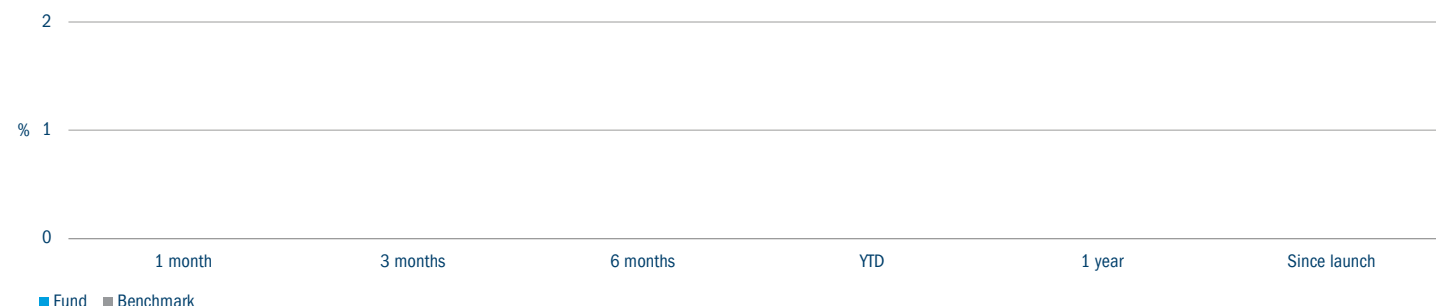 2
% 1
0
1 month 3 months 6 months YTD 1 year Since launch
Fund Benchmark